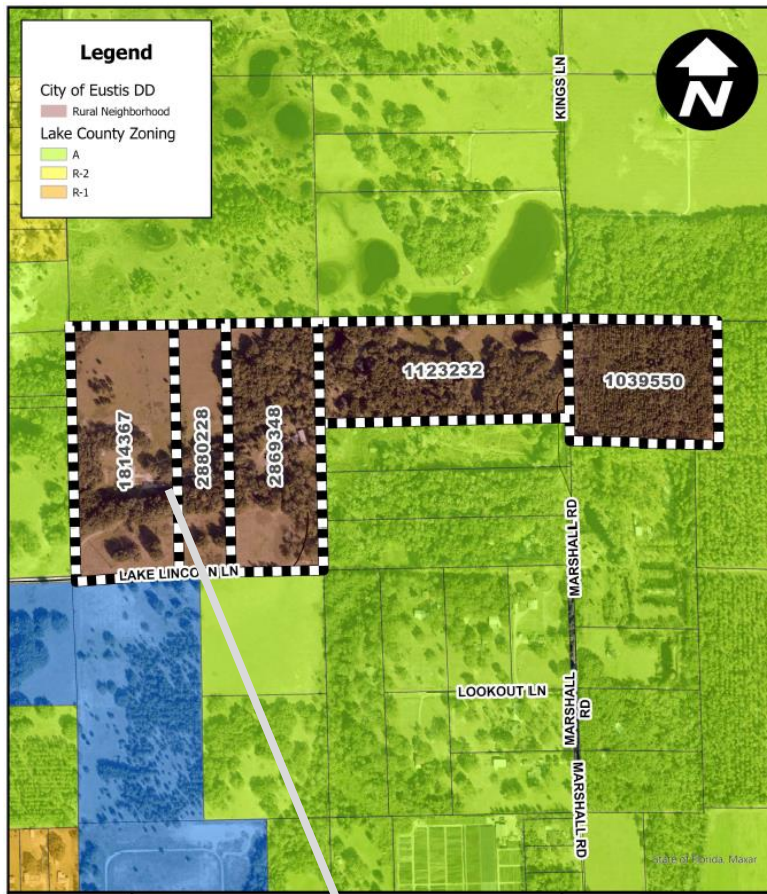 Legend
City of Eustis DD
Rural Neighborhood
Lake County Zoning
A
R-2
R-1
N
KINGS LN
1814367
2880228
2869348
1123232
1039550
LAKE LINCOLN LN
MARSHALL RD
LOOKOUT LN
MARSHALL
RD
MARSHALL RD
State of Florida, Maxar